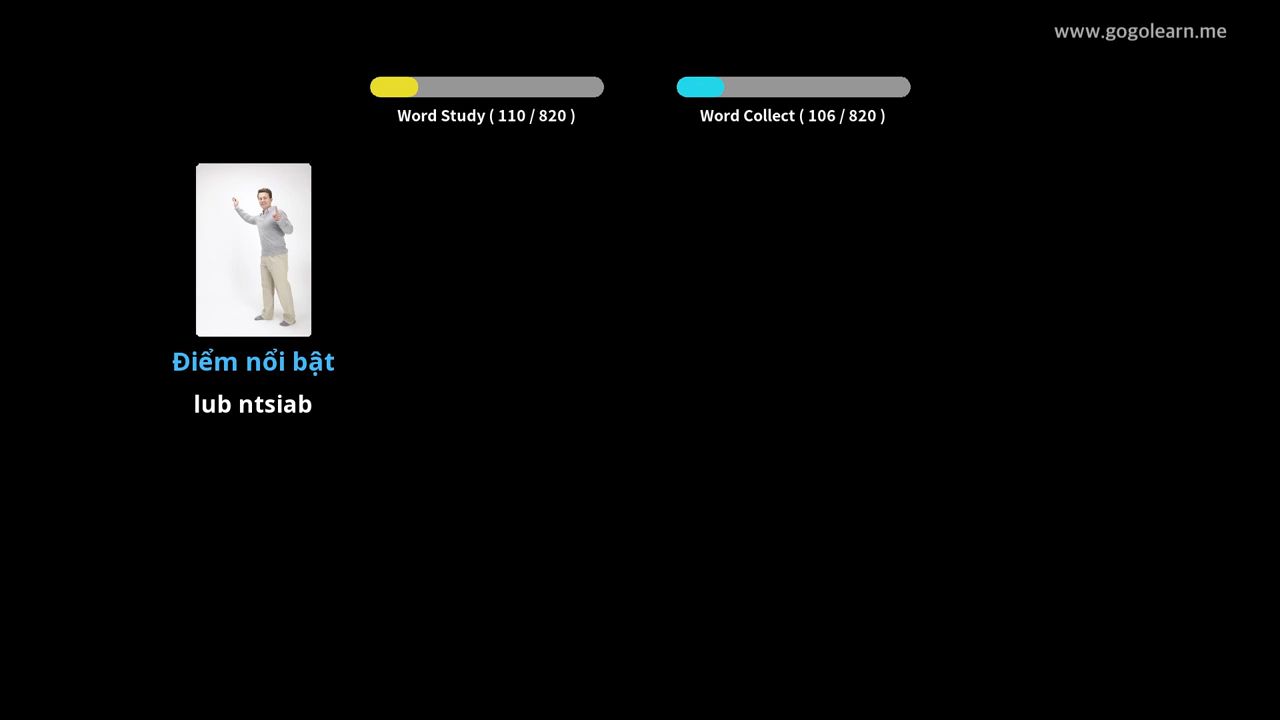 www.gogolearn.me
Word Study ( 110 / 820 )
Word Collect ( 106 / 820 )
Điểm nổi bật
lub ntsiab